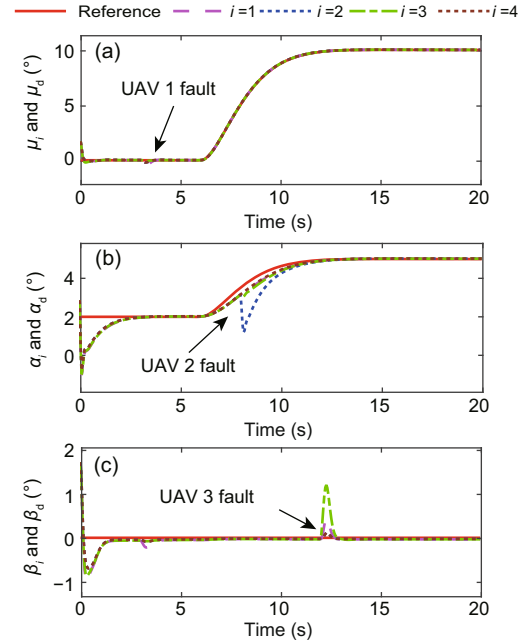 Reference i=1 i=2 i=3 i=4
(a)
UAV 1 fault
μi and μd (°)
10
5
0
0 5 10 15 20
Time (s)
(b)
UAV 2 fault
αi and αd (°)
4
2
0
0 5 10 15 20
Time (s)
(c)
UAV 3 fault
βi and βd (°)
2
1
0
−1
0 5 10 15 20
Time (s)